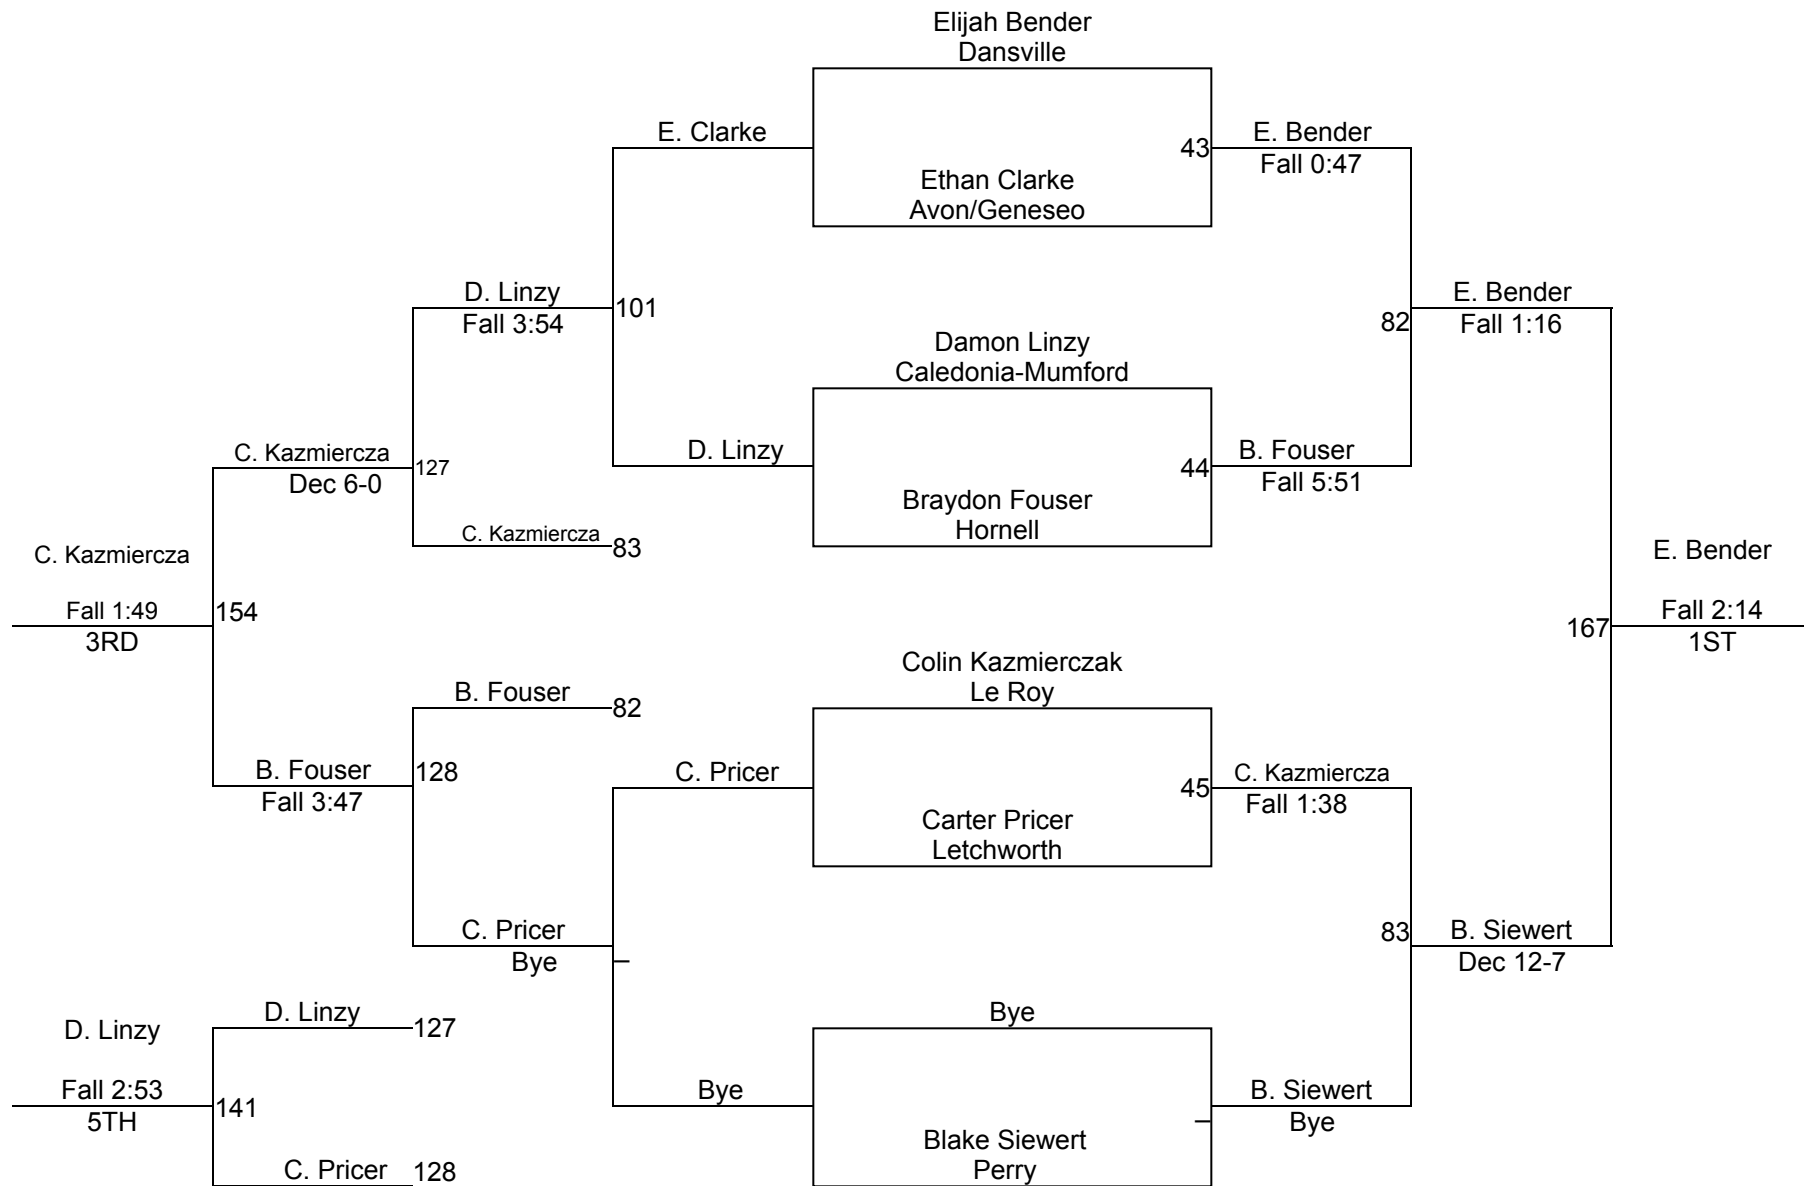 Elijah Bender
Dansville
E. Clarke
43
E. Bender
Fall 0:47
Ethan Clarke
Avon/Geneseo
D. Linzy
Fall 3:54
101
82
E. Bender
Fall 1:16
Damon Linzy
Caledonia-Mumford
C. Kazmiercza
Dec 6-0
127
D. Linzy
44
B. Fouser
Fall 5:51
Braydon Fouser
Hornell
C. Kazmiercza
83
C. Kazmiercza
Fall 1:49
3RD
154
167
E. Bender
Fall 2:14
1ST
Colin Kazmierczak
Le Roy
B. Fouser
82
B. Fouser
Fall 3:47
128
C. Pricer
45
C. Kazmiercza
Fall 1:38
Carter Pricer
Letchworth
C. Pricer
Bye
83
B. Siewert
Dec 12-7
D. Linzy
127
Bye
D. Linzy
Fall 2:53
5TH
141
Bye
B. Siewert
Bye
Blake Siewert
Perry
C. Pricer
128